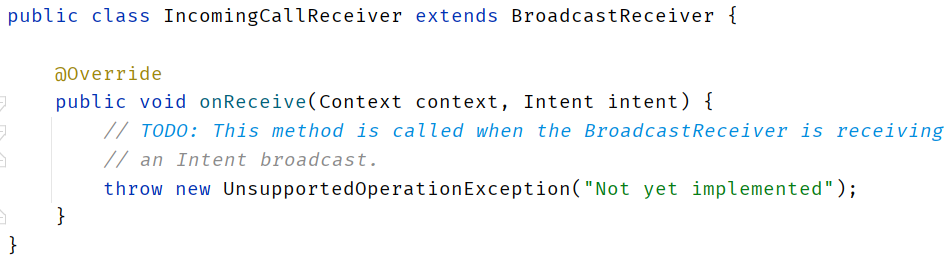 public class IncomingCallReceiver extends BroadcastReceiver {
@Override
public void onReceive(Context context, Intent intent) {
// TODO: This method is called when the BroadcastReceiver is receiving
// an Intent broadcast.
throw new UnsupportedOperationException("Not yet implemented");
}
}